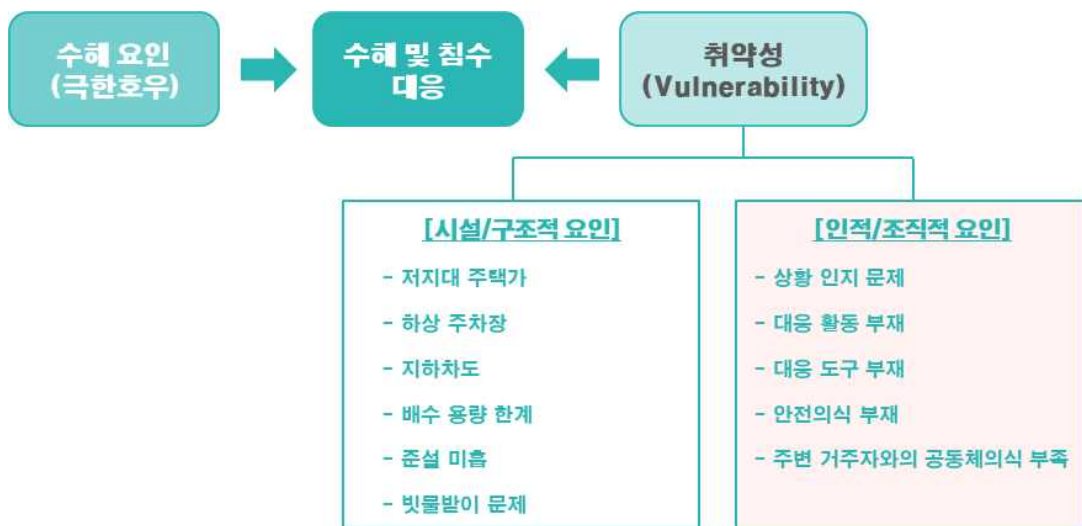 수해 요인
(극한호우)
수해 및 침수
대응
취약성
(Vulnerability)
[시설/구조적 요인]
- 저지대 주택가
- 하상 주차장
- 지하차도
- 배수 용량 한계
- 준설 미흡
- 빗물받이 문제
[인적/조직적 요인]
- 상황 인지 문제
- 대응 활동 부재
- 대응 도구 부재
- 안전의식 부재
- 주변 거주자와의 공동체의식 부족